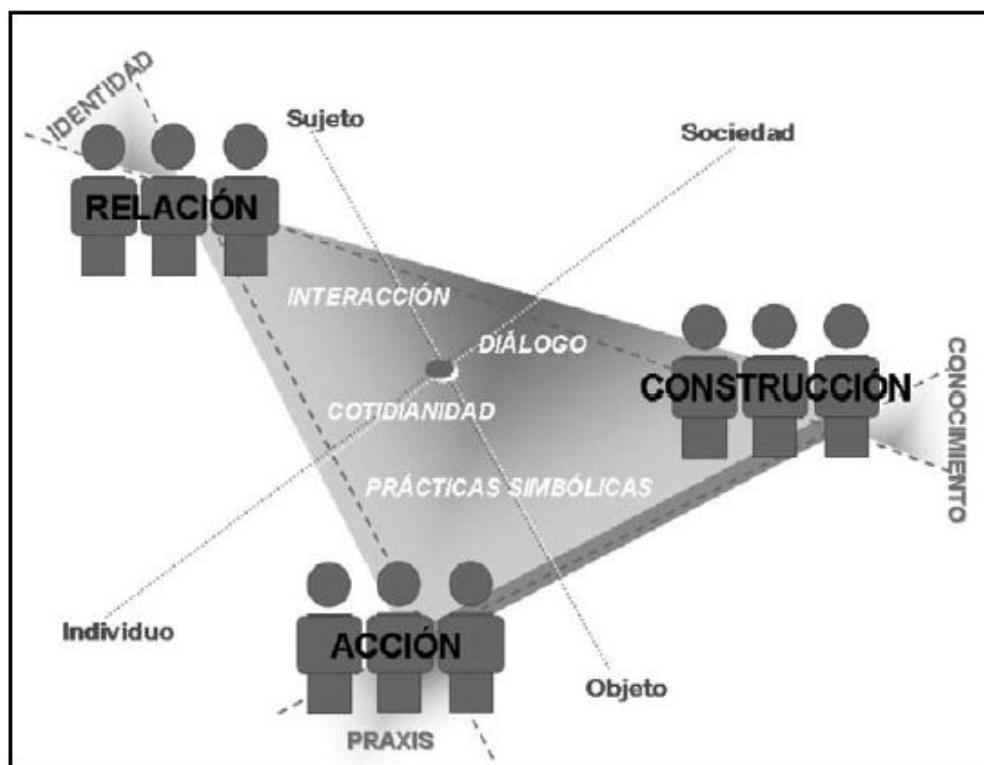 IDENTIDAD
Sujeto
Sociedad
RELACIÓN
INTERACCIÓN
DIÁLOGO
CONSTRUCCIÓN
CONOCIMIENTO
COTIDIANIDAD
PRÁCTICAS SIMBÓLICAS
Individuo
ACCIÓN
Objeto
PRAXIS